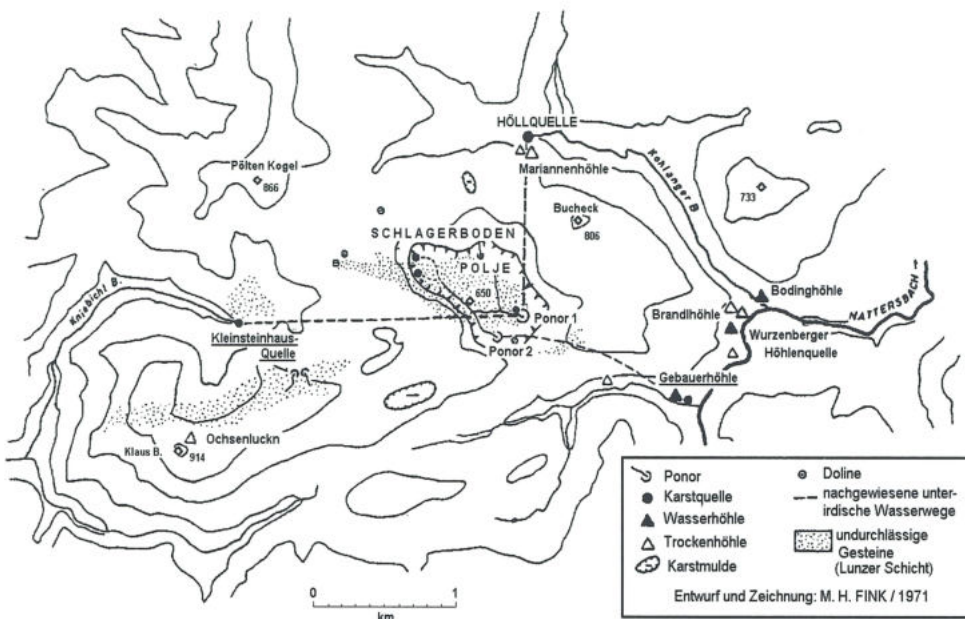 HÖLLQUELLE
Mariannenhöhle
Kohlanger B.
Pölten Kogel
866
733
Bucheck
806
SCHLAGERBODEN
POLJE
650
Kniebichl B.
Bodinghöhle
Brandlhöhle
NATTERSBACH
Ponor 1
Kleinsteinhaus-
Quelle
Ponor 2
Wurzenberger
Höhlenquelle
Gebauerhöhle
Ochsenluckn
Klaus B.
914
Ponor
Karstquelle
Wasserhöhle
Trockenhöhle
Karstmulde
Doline
nachgewiesene unter-
irdische Wasserwege
undurchlässige
Gesteine
(Lunzer Schicht)
Entwurf und Zeichnung: M. H. FINK / 1971
0 1
km